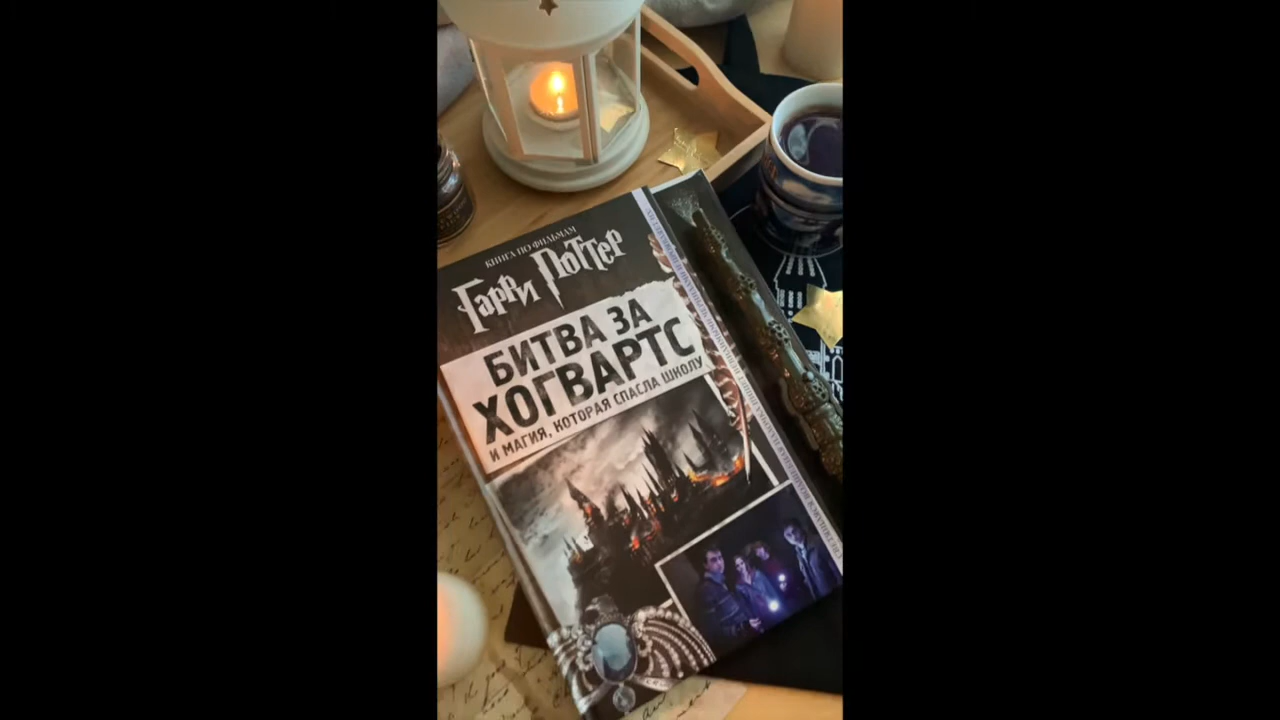 КНИГА ПО ФИЛЬМАМ
ГАРРИ ПОТТЕР
БИТВА ЗА
ХОГВАРТС
И МАГИЯ, КОТОРАЯ СПАСЛА ШКОЛУ